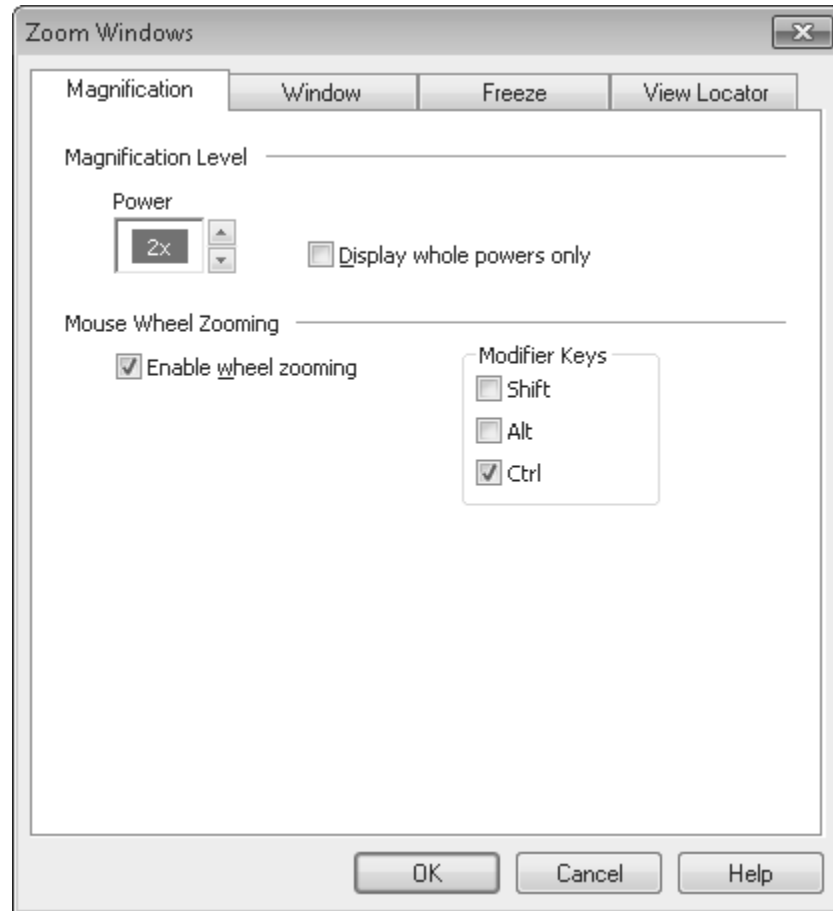 Zoom Windows
Magnification Window Freeze View Locator
Magnification Level
Power
2x
Display whole powers only
Mouse Wheel Zooming
Enable wheel zooming
Modifier Keys
Shift
Alt
Ctrl
OK Cancel Help